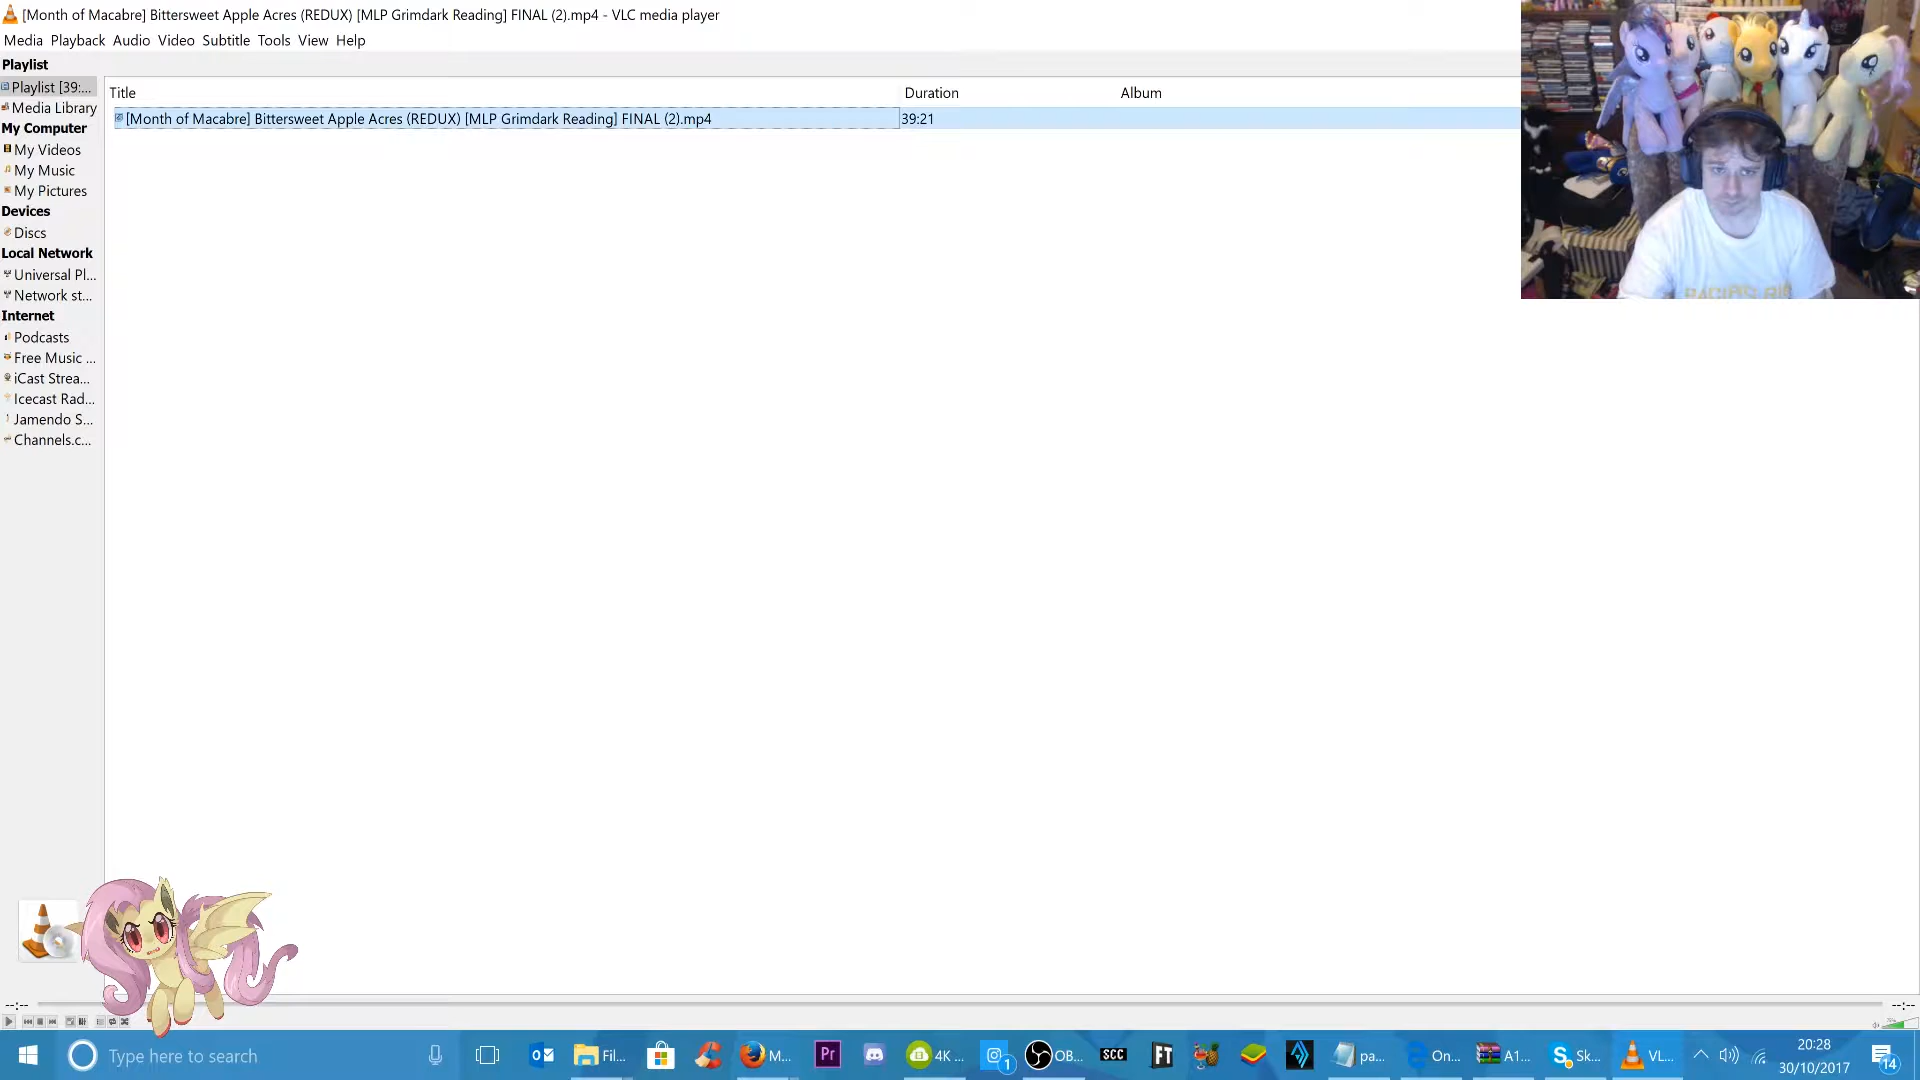 [Month of Macabre] Bittersweet Apple Acres (REDUX) [MLP Grimdark Reading] FINAL (2).mp4 - VLC media player
Media Playback Audio Video Subtitle Tools View Help
Playlist
Playlist [39:...
Media Library
My Computer
My Videos
My Music
My Pictures
Devices
Discs
Local Network
Universal Pl...
Network st...
Internet
Podcasts
Free Music ...
iCast Strea...
Icecast Rad...
Jamendo S...
Channels.c...
Title Duration Album
[Month of Macabre] Bittersweet Apple Acres (REDUX) [MLP Grimdark Reading] FINAL (2).mp4 39:21
--:-- --:--
Type here to search
Fil...
M...
Pr
4K ...
1
OB...
SCC
FT
pa...
On...
A1...
Sk...
VL...
20:28
30/10/2017
14